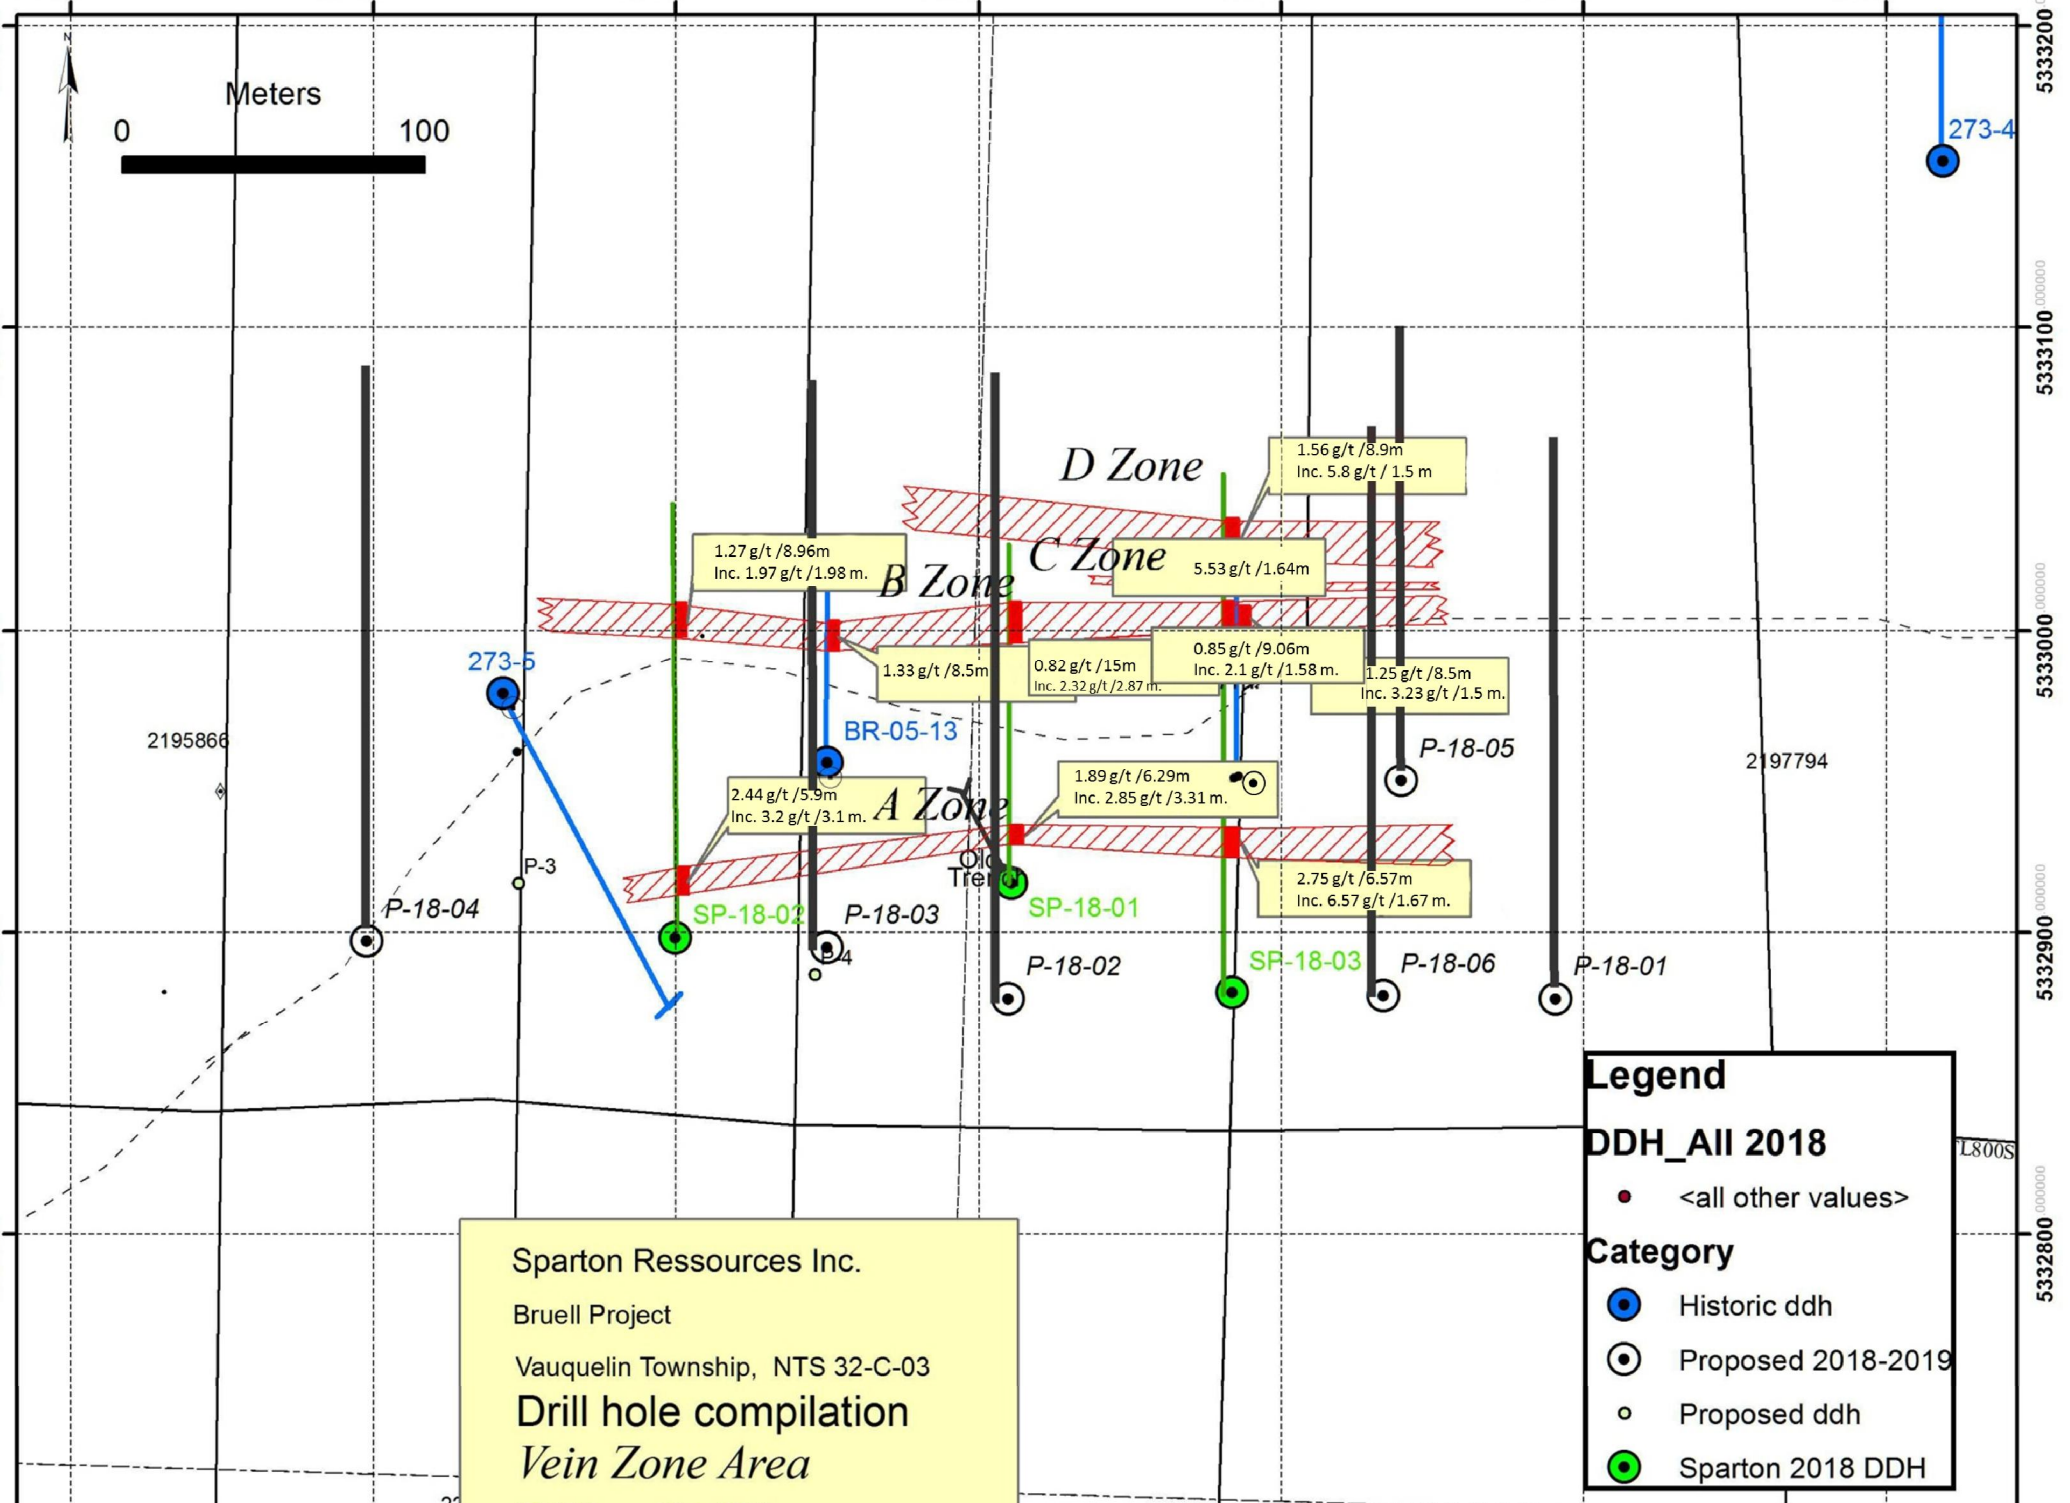 N
Meters
0 100
273-4
5333200
5333100.000000
D Zone
1.56 g/t /8.9m
Inc. 5.8 g/t / 1.5 m
1.27 g/t /8.96m
Inc. 1.97 g/t /1.98 m.
B Zone
C Zone
5.53 g/t /1.64m
5333000.000000
273-5
1.33 g/t /8.5m
0.82 g/t /15m
Inc. 2.32 g/t /2.87 m.
0.85 g/t /9.06m
Inc. 2.1 g/t /1.58 m.
1.25 g/t /8.5m
Inc. 3.23 g/t /1.5 m.
2195866
BR-05-13
P-18-05
2197794
2.44 g/t /5.9m
Inc. 3.2 g/t /3.1 m.
A Zone
1.89 g/t /6.29m
Inc. 2.85 g/t /3.31 m.
P-3
Old
Trench
2.75 g/t /6.57m
Inc. 6.57 g/t /1.67 m.
P-18-04
SP-18-02
P-18-03
SP-18-01
5332900.000000
P-4
P-18-02
SP-18-03
P-18-06
P-18-01
L800S
5332800.000000
Sparton Ressources Inc.
Bruell Project
Vauquelin Township, NTS 32-C-03
Drill hole compilation
Vein Zone Area
Legend
DDH_All 2018
<all other values>
Category
Historic ddh
Proposed 2018-2019
Proposed ddh
Sparton 2018 DDH